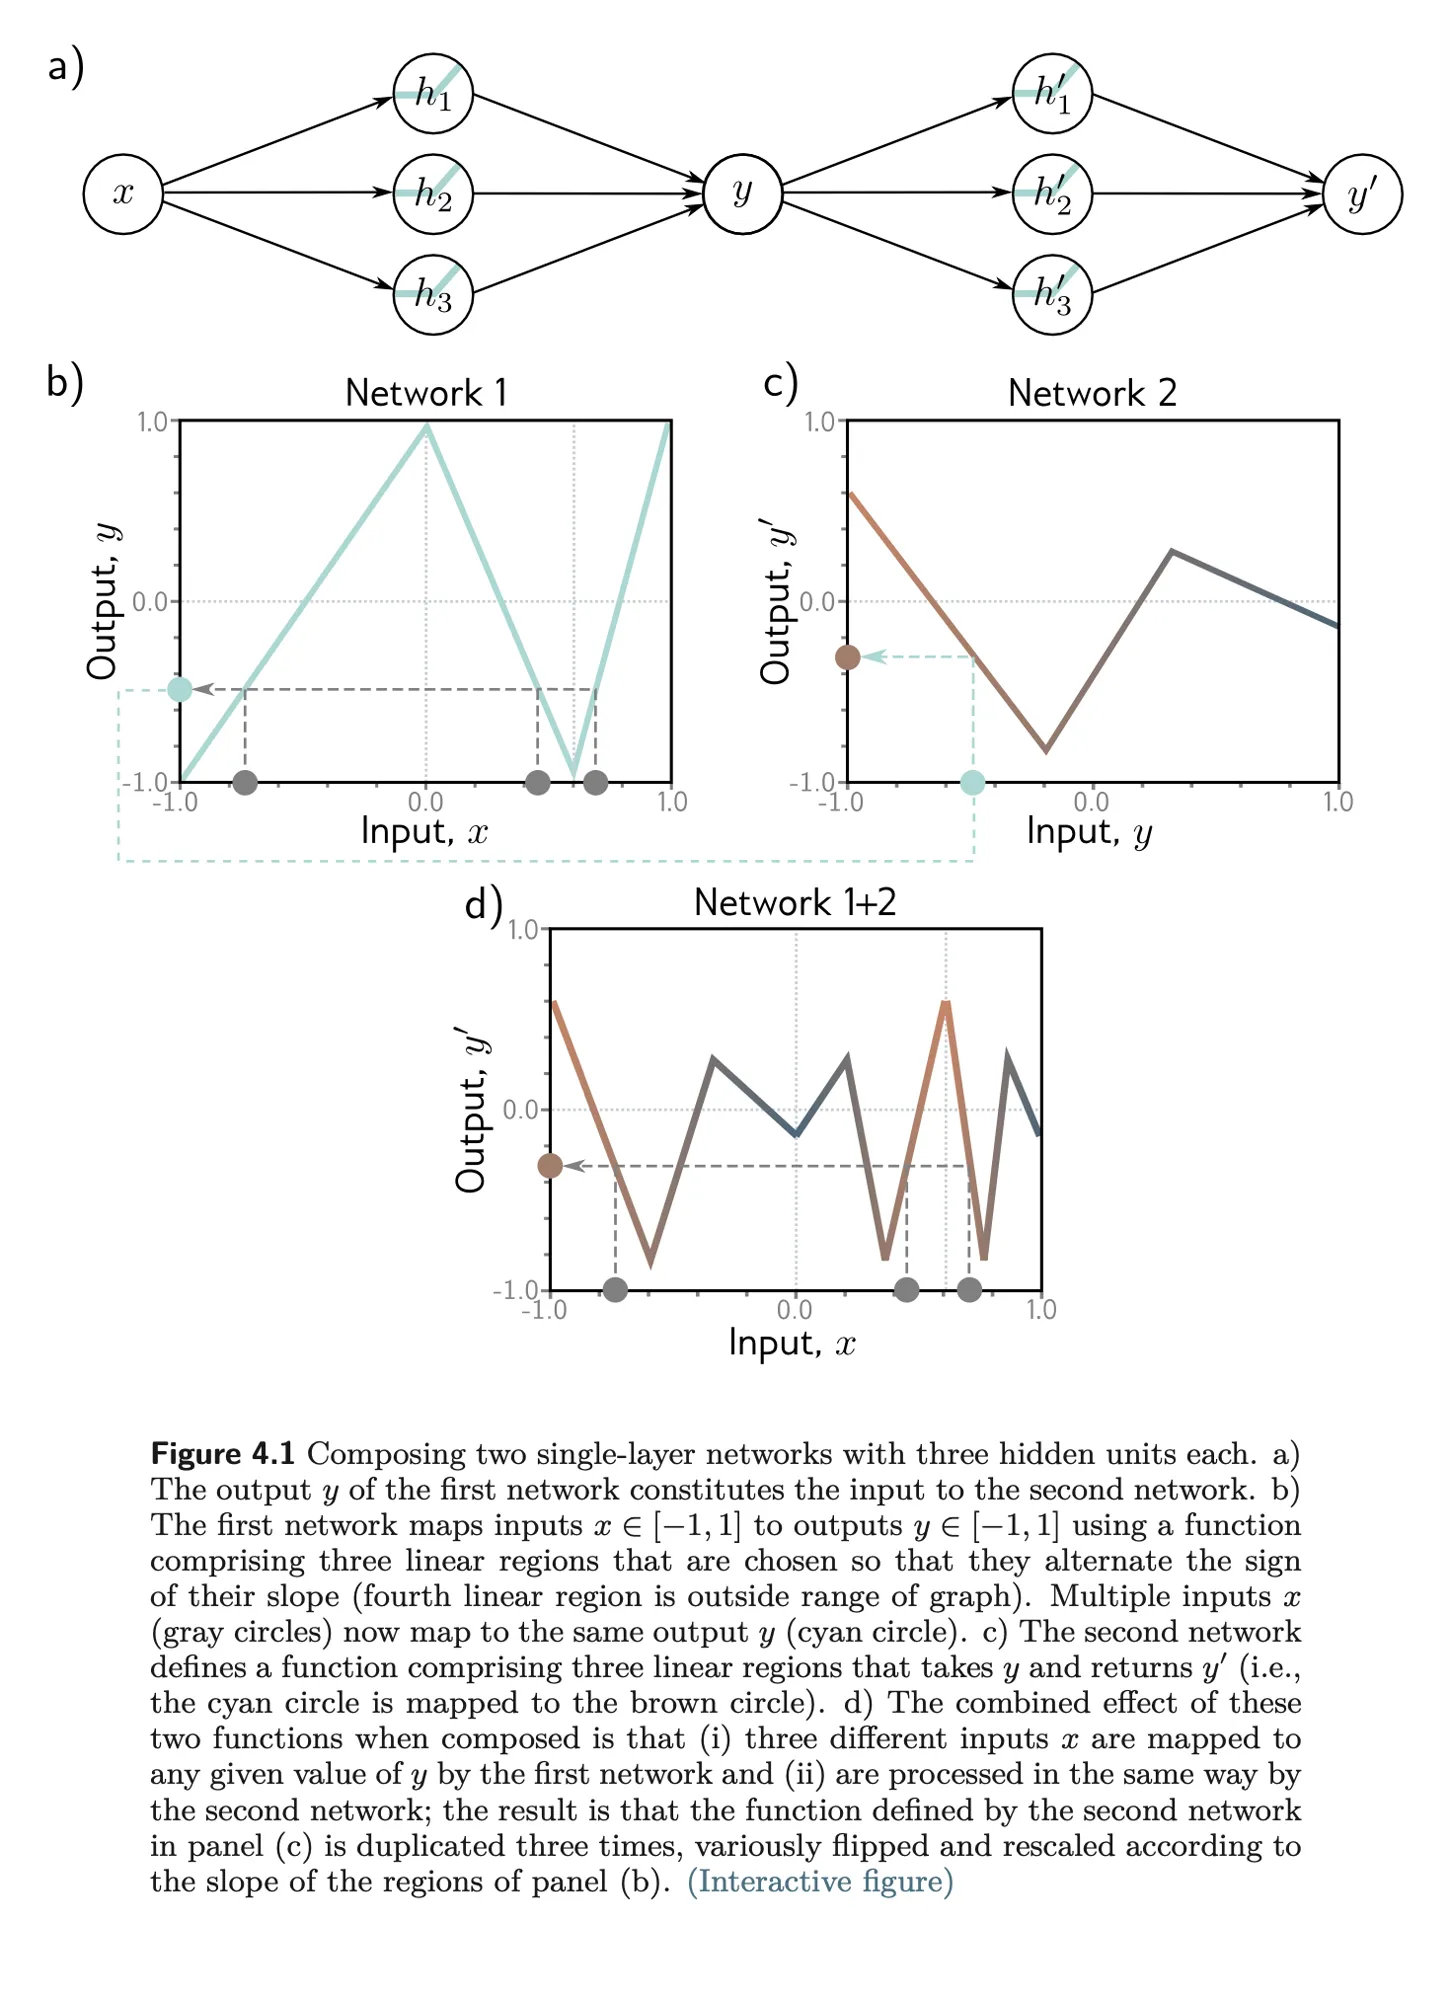 a)
h₁
h′₁
x
h₂
y
h′₂
y′
h₃
h′₃
b)
Network 1
c)
Network 2
1.0
0.0
-1.0
Output, y
-1.0
0.0
1.0
Input, x
1.0
0.0
-1.0
Output, y′
-1.0
0.0
1.0
Input, y
d)
Network 1+2
1.0
0.0
-1.0
Output, y′
-1.0
0.0
1.0
Input, x
Figure 4.1 Composing two single-layer networks with three hidden units each. a)
The output y of the first network constitutes the input to the second network. b)
The first network maps inputs x ∈ [−1, 1] to outputs y ∈ [−1, 1] using a function
comprising three linear regions that are chosen so that they alternate the sign
of their slope (fourth linear region is outside range of graph). Multiple inputs x
(gray circles) now map to the same output y (cyan circle). c) The second network
defines a function comprising three linear regions that takes y and returns y′ (i.e.,
the cyan circle is mapped to the brown circle). d) The combined effect of these
two functions when composed is that (i) three different inputs x are mapped to
any given value of y by the first network and (ii) are processed in the same way by
the second network; the result is that the function defined by the second network
in panel (c) is duplicated three times, variously flipped and rescaled according to
the slope of the regions of panel (b). (Interactive figure)